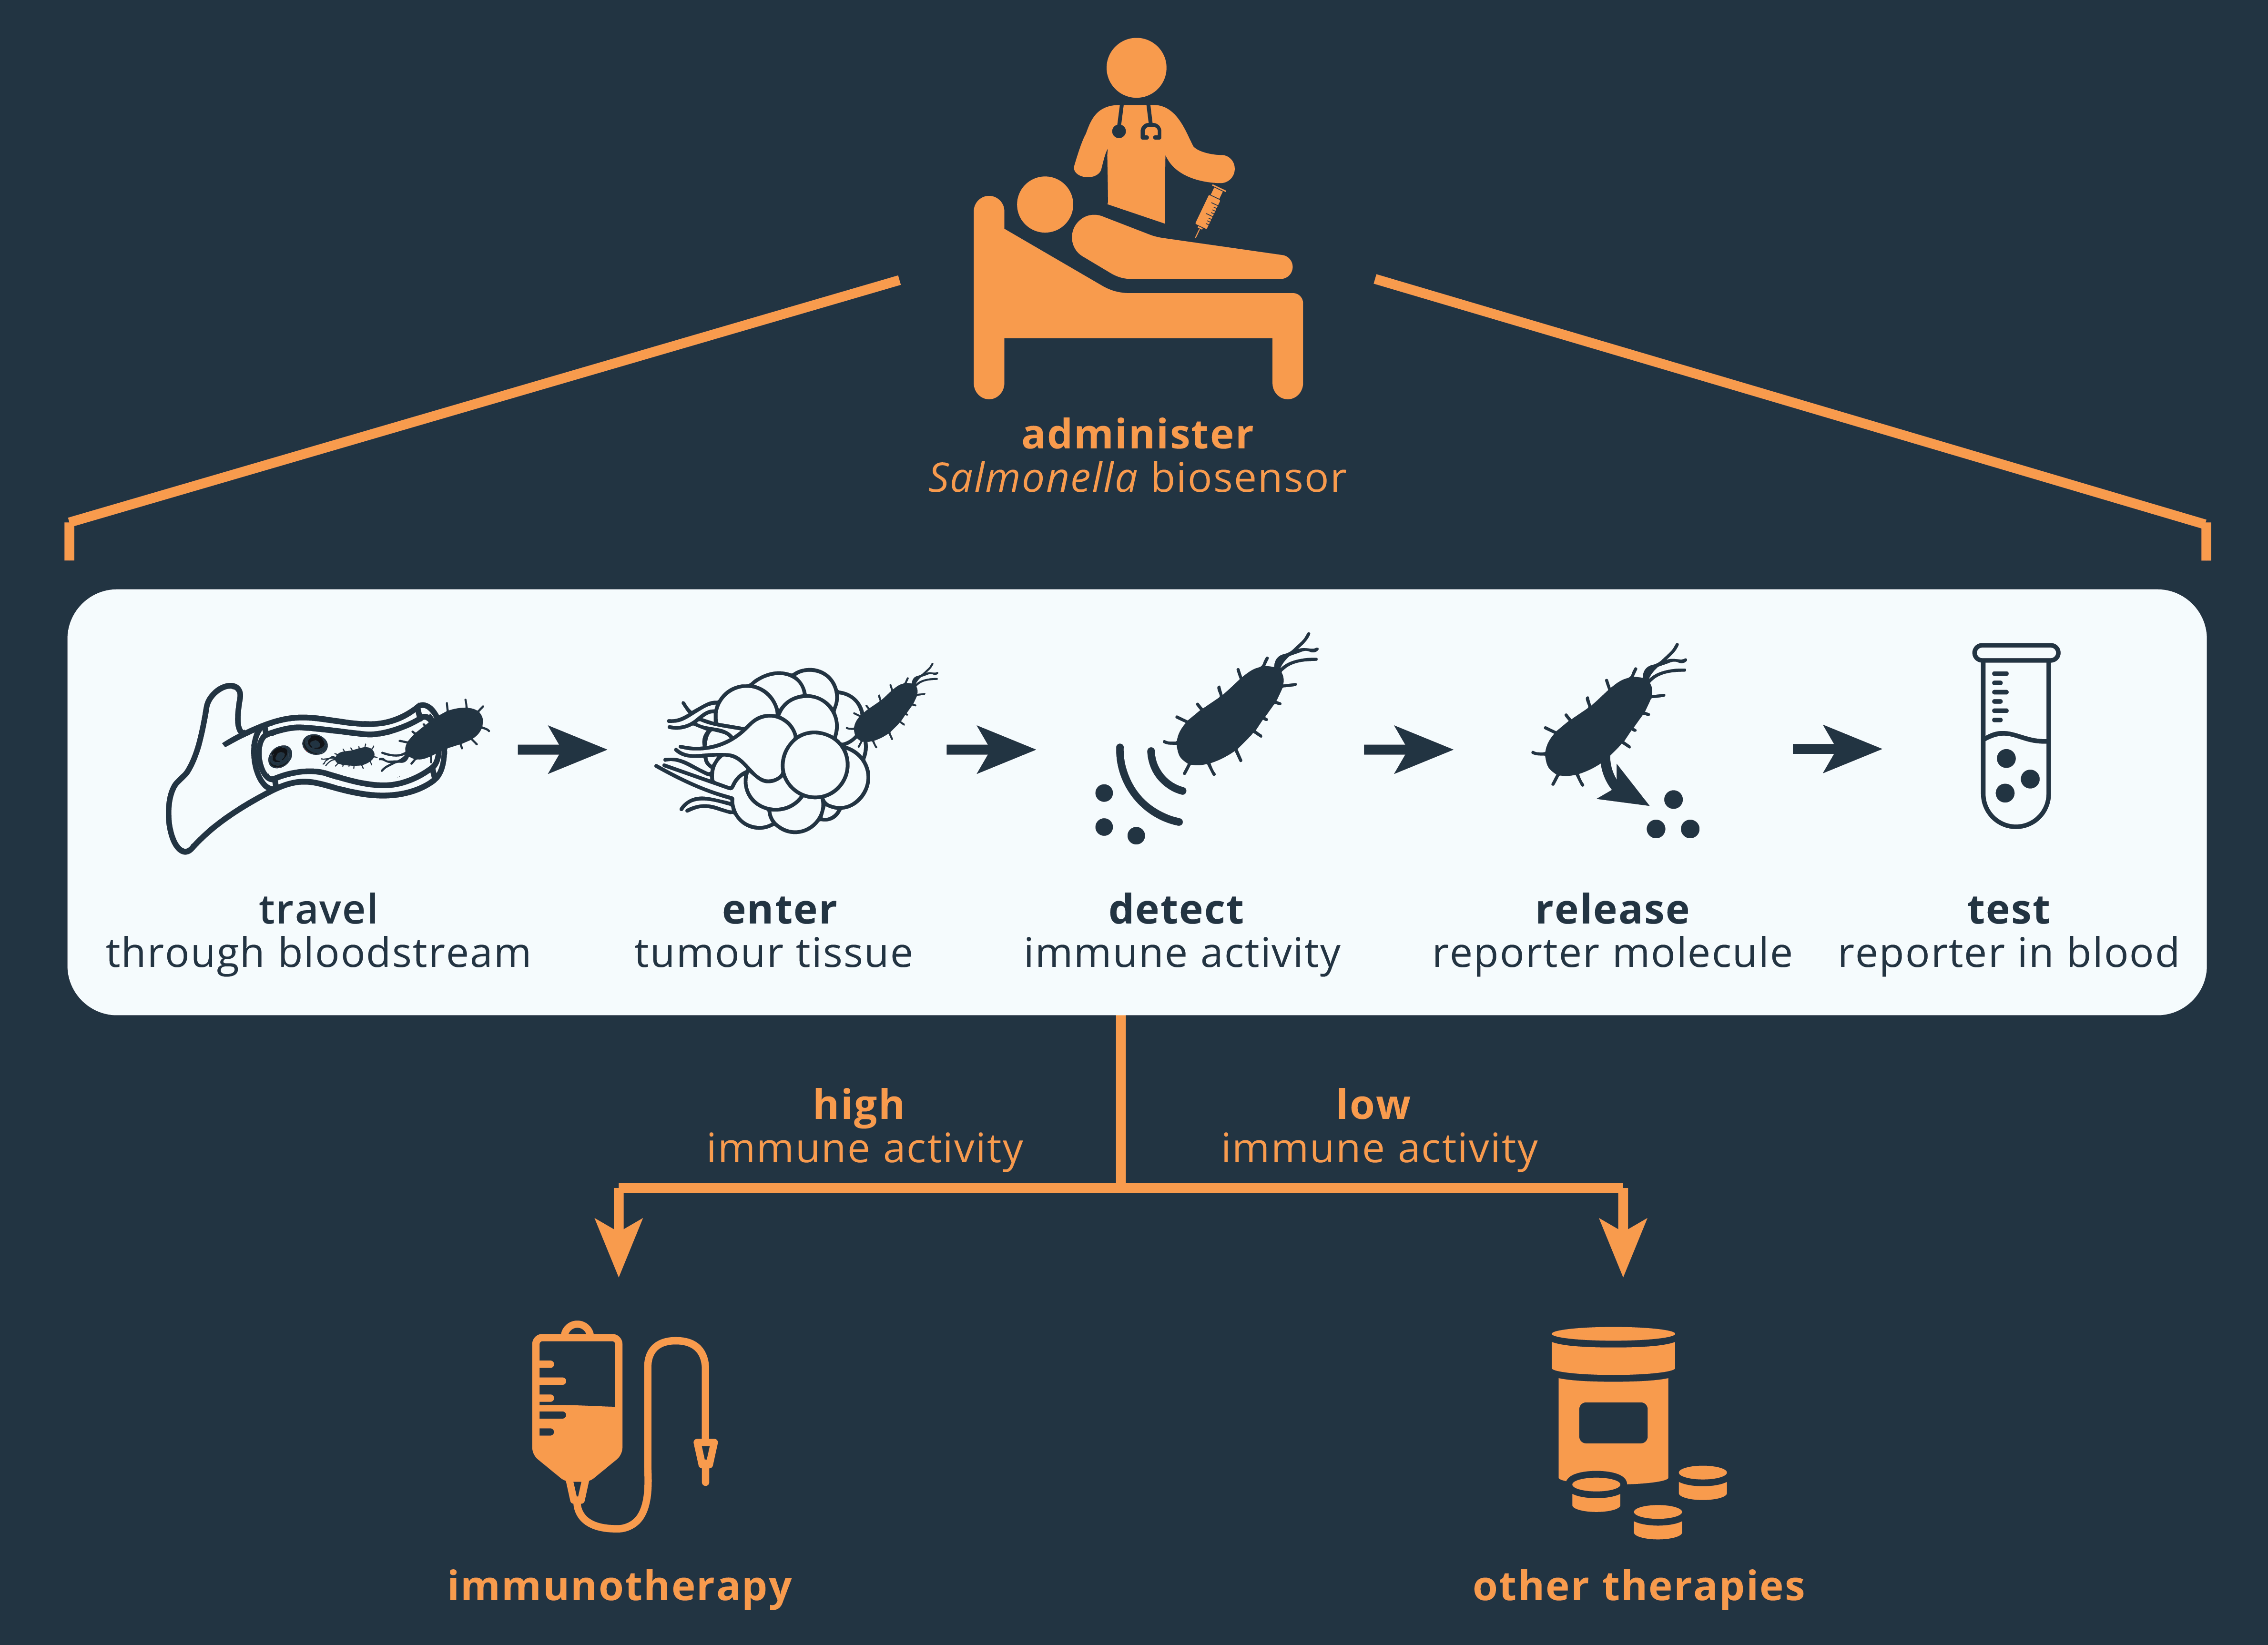 administer
Salmonella biosensor
travel
through bloodstream
enter
tumour tissue
detect
immune activity
release
reporter molecule
test
reporter in blood
high
immune activity
low
immune activity
immunotherapy
other therapies